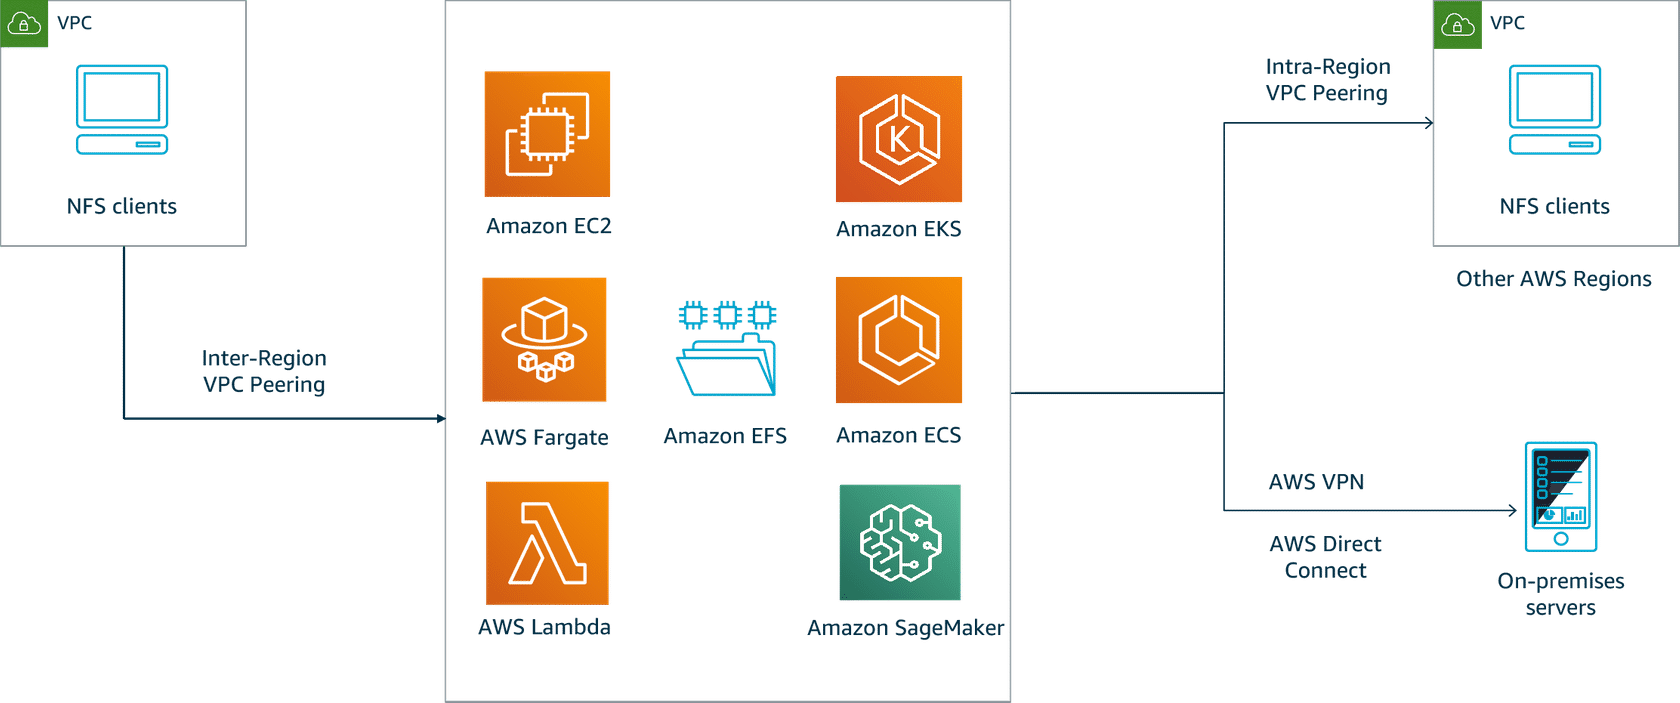 VPC
NFS clients
Inter-Region
VPC Peering
Amazon EC2
Amazon EKS
AWS Fargate
Amazon EFS
Amazon ECS
AWS Lambda
Amazon SageMaker
Intra-Region
VPC Peering
VPC
NFS clients
Other AWS Regions
AWS VPN
AWS Direct
Connect
On-premises
servers